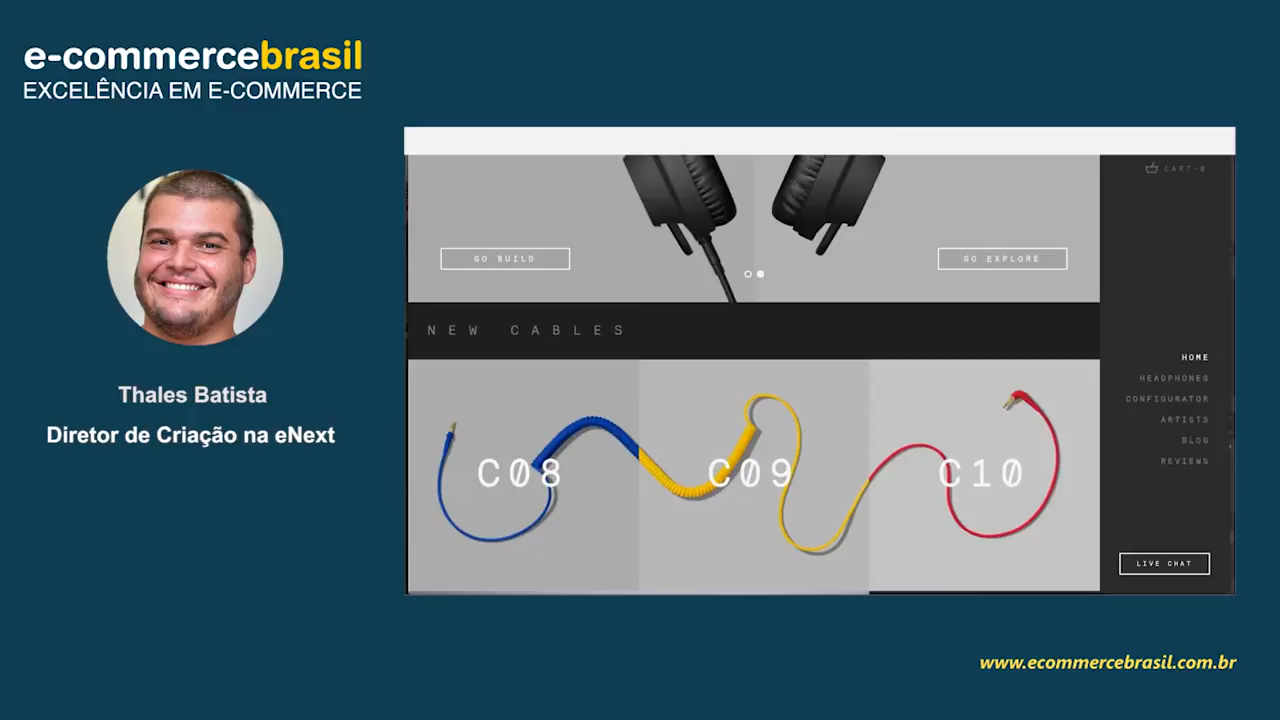 e-commercebrasil
EXCELÊNCIA EM E-COMMERCE
Thales Batista
Diretor de Criação na eNext
CART-0
GO BUILD
GO EXPLORE
NEW CABLES
C08
C09
C10
HOME
HEADPHONES
CONFIGURATOR
ARTISTS
BLOG
REVIEWS
LIVE CHAT
www.ecommercebrasil.com.br